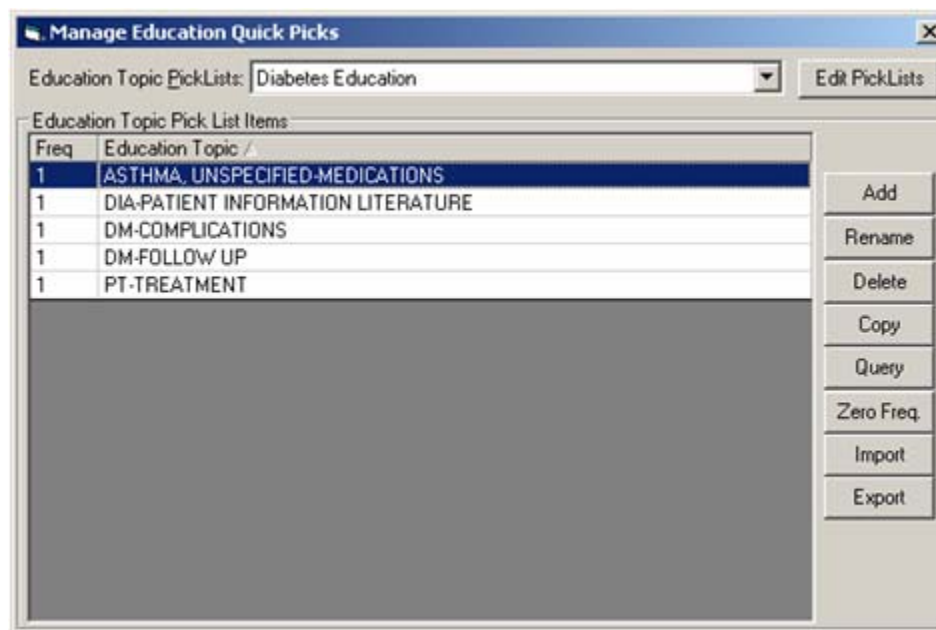 Manage Education Quick Picks
Education Topic PickLists: Diabetes Education
Edit PickLists
Education Topic Pick List Items
Freq Education Topic
1 ASTHMA, UNSPECIFIED-MEDICATIONS
1 DIA-PATIENT INFORMATION LITERATURE
1 DM-COMPLICATIONS
1 DM-FOLLOW UP
1 PT-TREATMENT
Add
Rename
Delete
Copy
Query
Zero Freq.
Import
Export